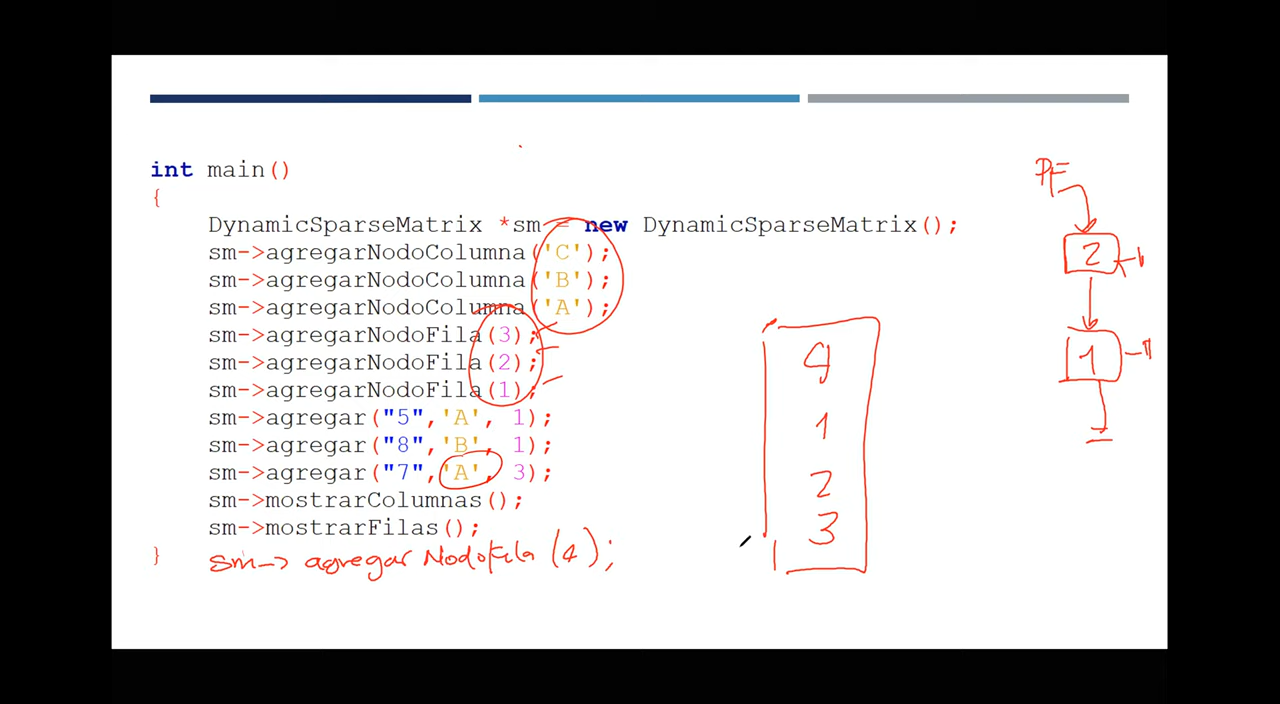 int main()
{
DynamicSparseMatrix *sm = new DynamicSparseMatrix();
sm->agregarNodoColumna('C');
sm->agregarNodoColumna('B');
sm->agregarNodoColumna('A');
sm->agregarNodoFila(3);
sm->agregarNodoFila(2);
sm->agregarNodoFila(1);
sm->agregar("5",'A', 1);
sm->agregar("8",'B', 1);
sm->agregar("7",'A', 3);
sm->mostrarColumnas();
sm->mostrarFilas();
}
sm-> agregar NodoFila (4);
1
2
3
PF
2
1